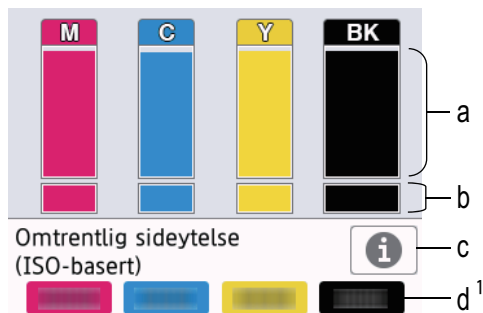 M C Y BK
a
b
Omtrentlig sideytelse
(ISO-basert)
c
d 1